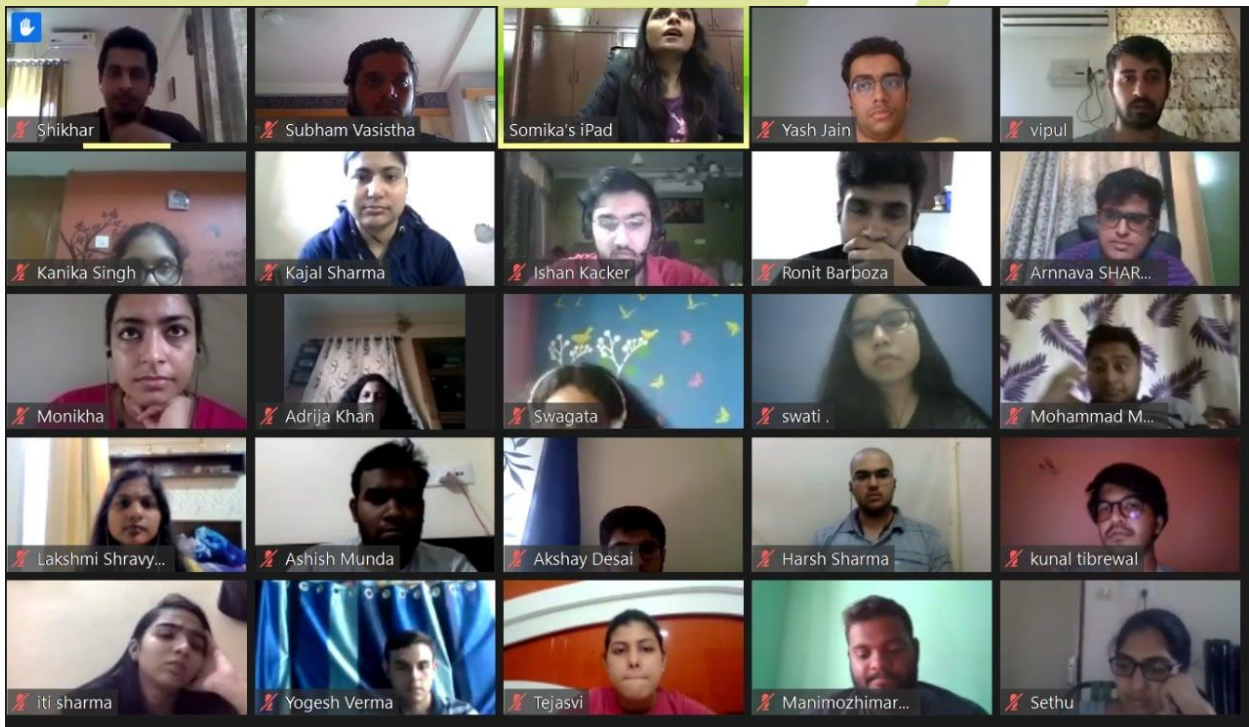 Shikhar
Subham Vasistha
Somika's iPad
Yash Jain
vipul
Kanika Singh
Kajal Sharma
Ishan Kacker
Ronit Barboza
Arnnava SHAR...
Monikha
Adrija Khan
Swagata
swati .
Mohammad M...
Lakshmi Shravy...
Ashish Munda
Akshay Desai
Harsh Sharma
kunal tibrewal
iti sharma
Yogesh Verma
Tejasvi
Manimozhimar...
Sethu